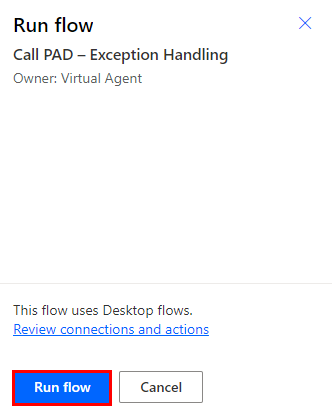 Run flow
Call PAD – Exception Handling
Owner: Virtual Agent
This flow uses Desktop flows.
Review connections and actions
Run flow
Cancel